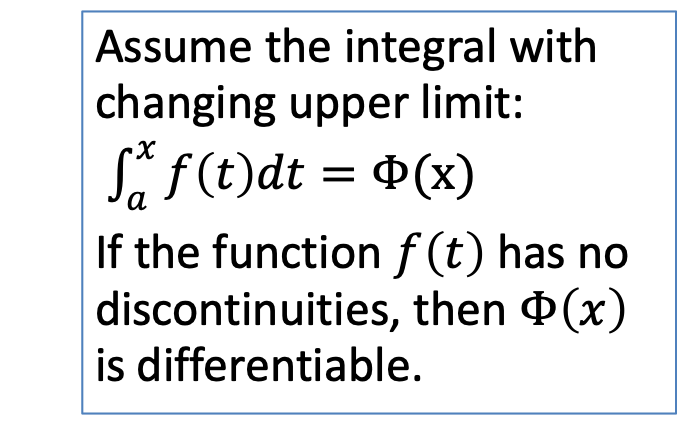 Assume the integral with
changing upper limit:
∫ₐˣ f(t)dt = Φ(x)
If the function f(t) has no
discontinuities, then Φ(x)
is differentiable.